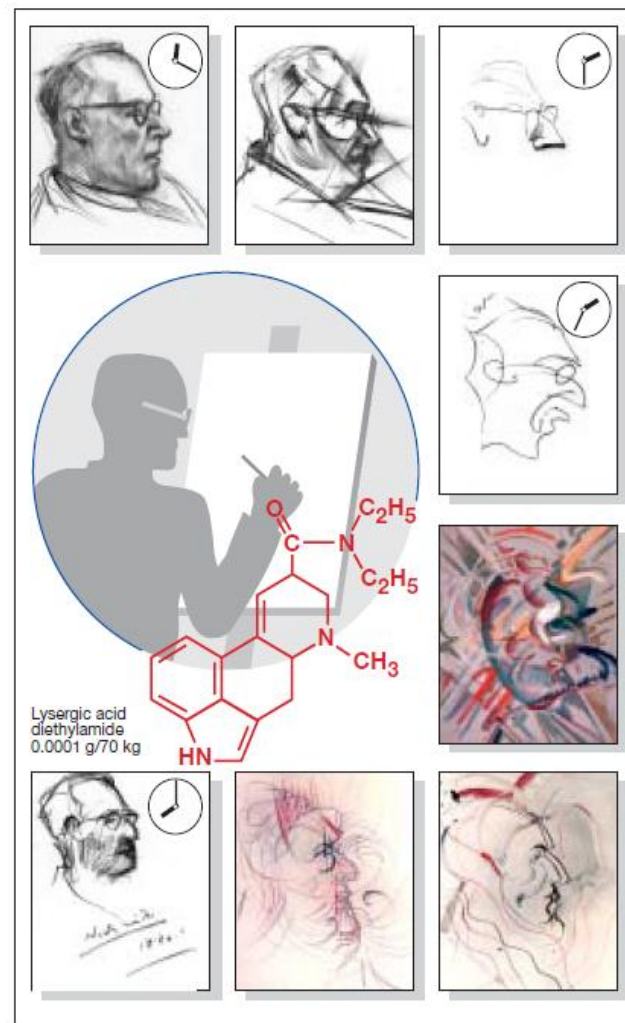 O
C
N
C₂H₅
C₂H₅
N
CH₃
HN
Lysergic acid
diethylamide
0.0001 g/70 kg